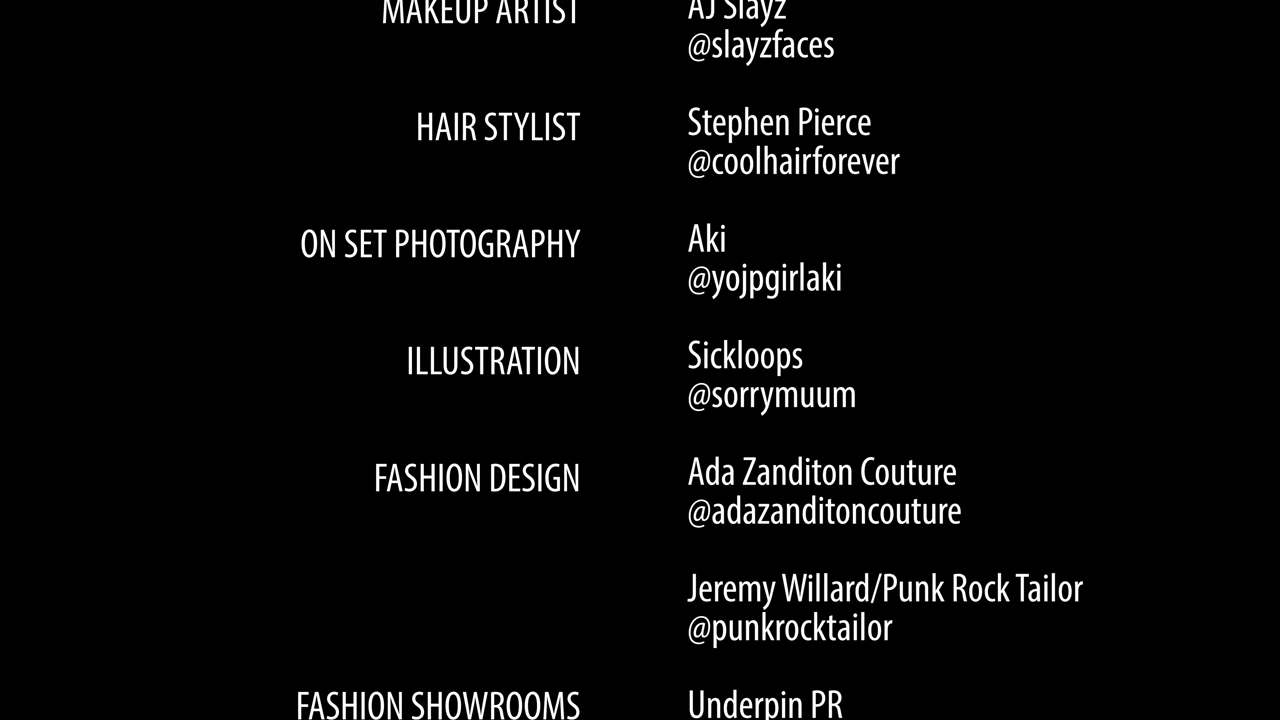 MAKEUP ARTIST
AJ Slayz
@slayzfaces
HAIR STYLIST
Stephen Pierce
@coolhairforever
ON SET PHOTOGRAPHY
Aki
@yojpgirlaki
ILLUSTRATION
Sickloops
@sorrymuum
FASHION DESIGN
Ada Zanditon Couture
@adazanditoncouture
Jeremy Willard/Punk Rock Tailor
@punkrocktailor
FASHION SHOWROOMS
Underpin PR